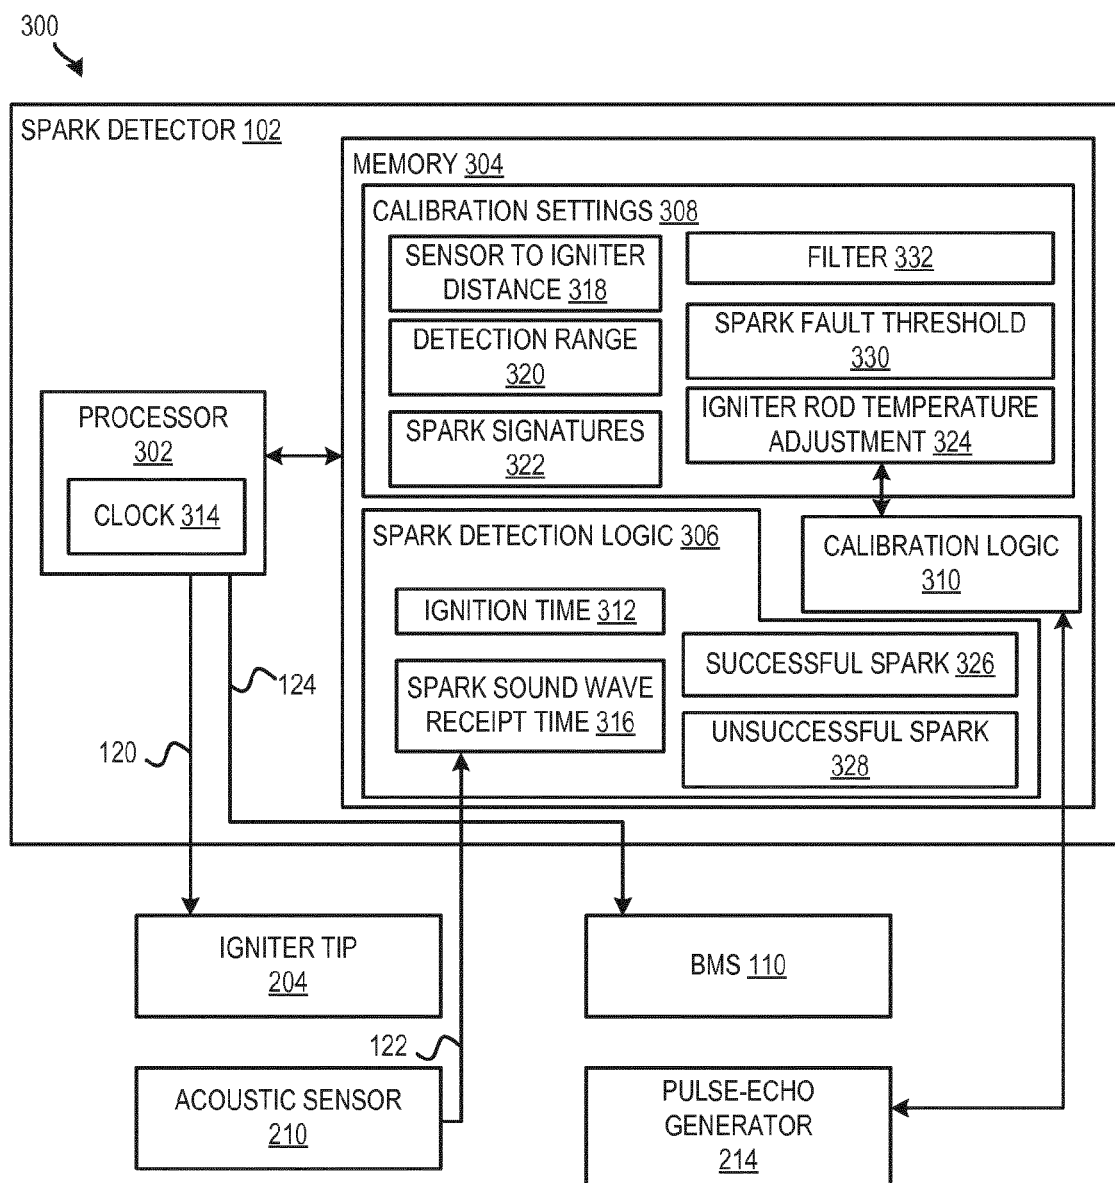 300
SPARK DETECTOR 102
MEMORY 304
CALIBRATION SETTINGS 308
SENSOR TO IGNITER
DISTANCE 318
FILTER 332
DETECTION RANGE
320
SPARK FAULT THRESHOLD
330
SPARK SIGNATURES
322
IGNITER ROD TEMPERATURE
ADJUSTMENT 324
PROCESSOR
302
CLOCK 314
SPARK DETECTION LOGIC 306
CALIBRATION LOGIC
310
IGNITION TIME 312
SPARK SOUND WAVE
RECEIPT TIME 316
SUCCESSFUL SPARK 326
UNSUCCESSFUL SPARK
328
124
120
IGNITER TIP
204
BMS 110
122
ACOUSTIC SENSOR
210
PULSE-ECHO
GENERATOR
214